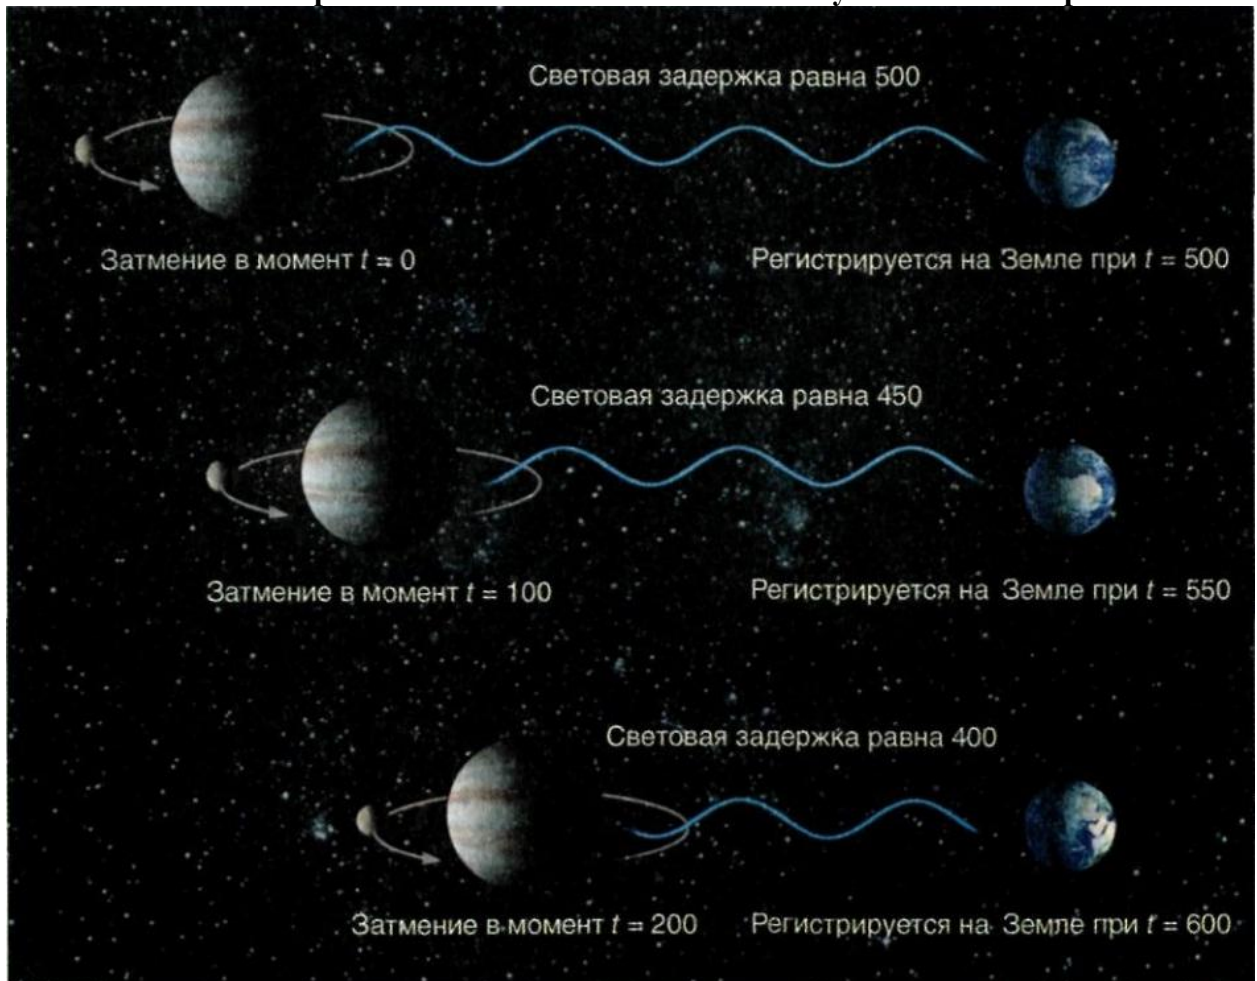 Световая задержка равна 500
Затмение в момент t = 0
Регистрируется на Земле при t = 500
Световая задержка равна 450
Затмение в момент t = 100
Регистрируется на Земле при t = 550
Световая задержка равна 400
Затмение в момент t = 200
Регистрируется на Земле при t = 600